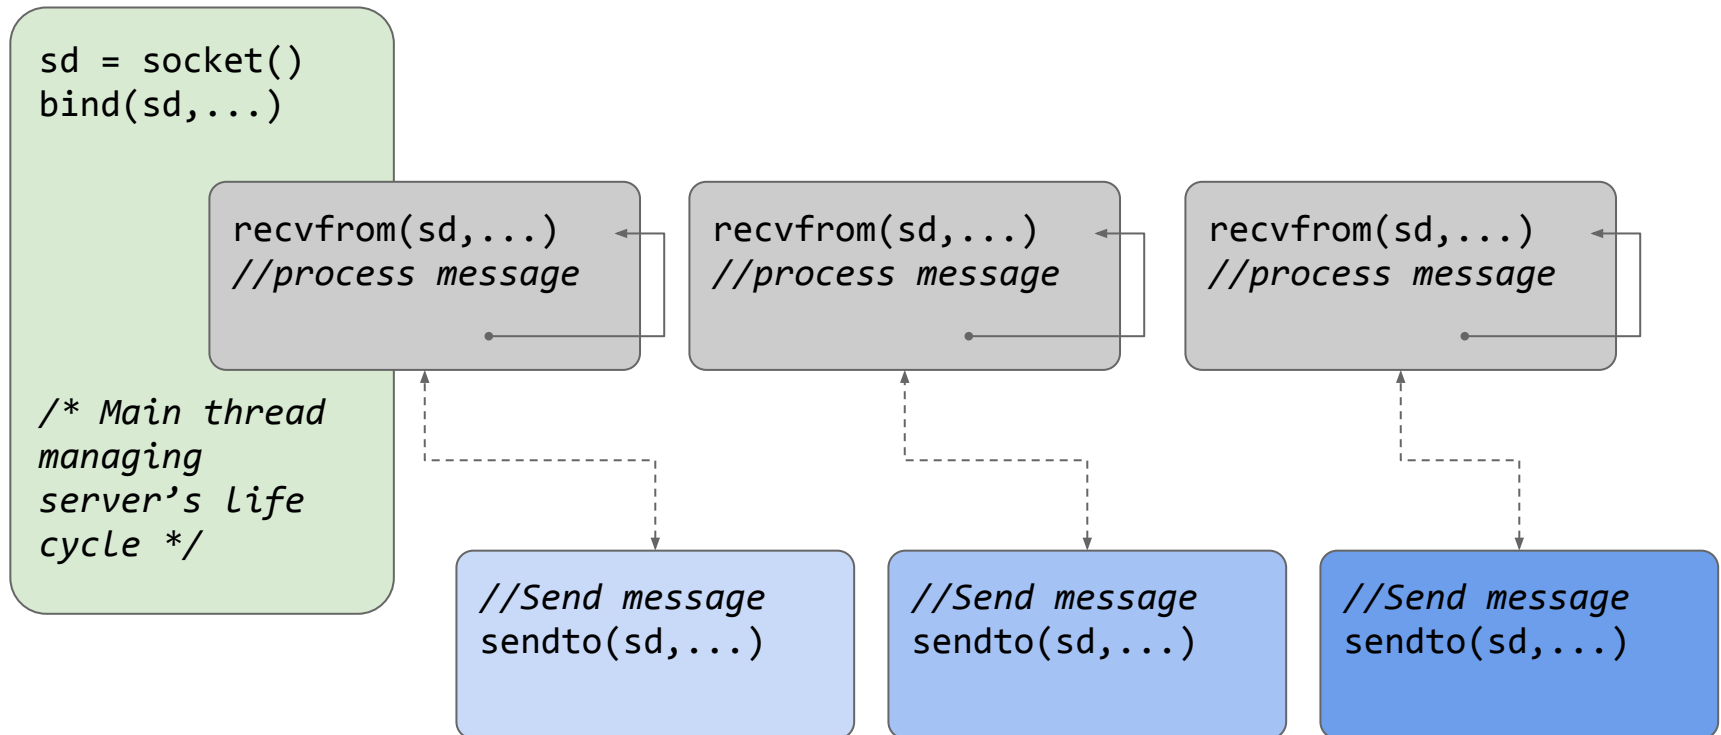 sd = socket()
bind(sd,...)
/* Main thread
managing
server’s life
cycle */
recvfrom(sd,...)
//process message
recvfrom(sd,...)
//process message
recvfrom(sd,...)
//process message
//Send message
sendto(sd,...)
//Send message
sendto(sd,...)
//Send message
sendto(sd,...)